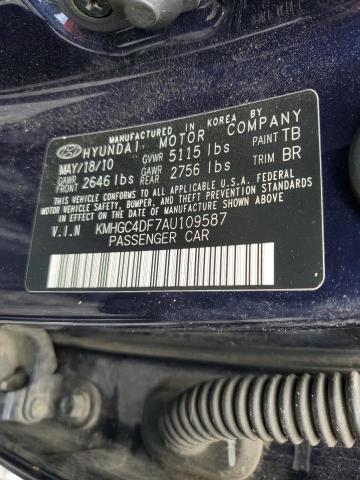 MANUFACTURED IN KOREA BY
HYUNDAI MOTOR COMPANY
MAY/18/10 GVWR 5115 lbs PAINT TB
GAWR FRONT 2646 lbs GAWR REAR 2756 lbs TRIM BR
THIS VEHICLE CONFORMS TO ALL APPLICABLE U.S.A. FEDERAL
MOTOR VEHICLE SAFETY, BUMPER, AND THEFT PREVENTION STANDARDS
IN EFFECT ON THE DATE OF MANUFACTURE SHOWN ABOVE.
V.I.N KMHGC4DF7AU109587
PASSENGER CAR